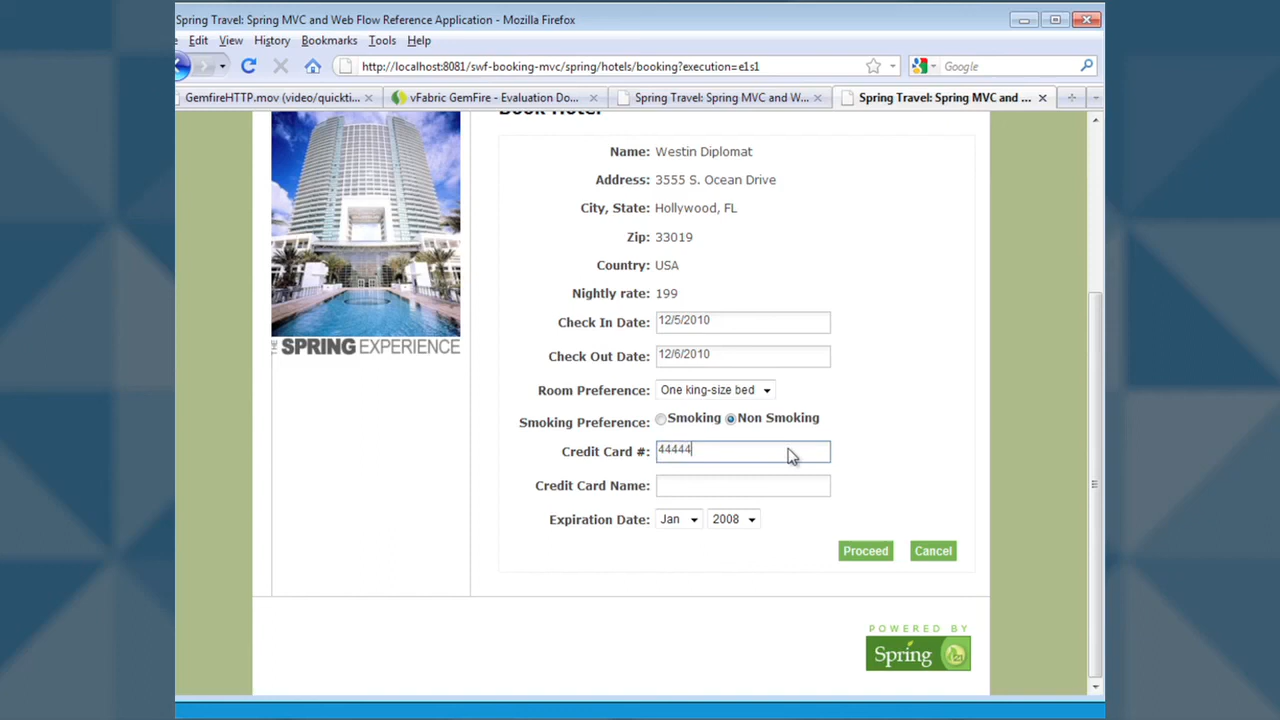 Spring Travel: Spring MVC and Web Flow Reference Application - Mozilla Firefox
Edit View History Bookmarks Tools Help
http://localhost:8081/swf-booking-mvc/spring/hotels/booking?execution=e1s1
Google
GemfireHTTP.mov (video/quickti...
vFabric GemFire - Evaluation Do...
Spring Travel: Spring MVC and W...
Spring Travel: Spring MVC and ...
Book Hotel
Name: Westin Diplomat
Address: 3555 S. Ocean Drive
City, State: Hollywood, FL
Zip: 33019
Country: USA
Nightly rate: 199
Check In Date: 12/5/2010
Check Out Date: 12/6/2010
Room Preference: One king-size bed
Smoking Preference: Smoking Non Smoking
Credit Card #: 44444
Credit Card Name:
Expiration Date: Jan 2008
Proceed Cancel
THE SPRING EXPERIENCE
POWERED BY
Spring